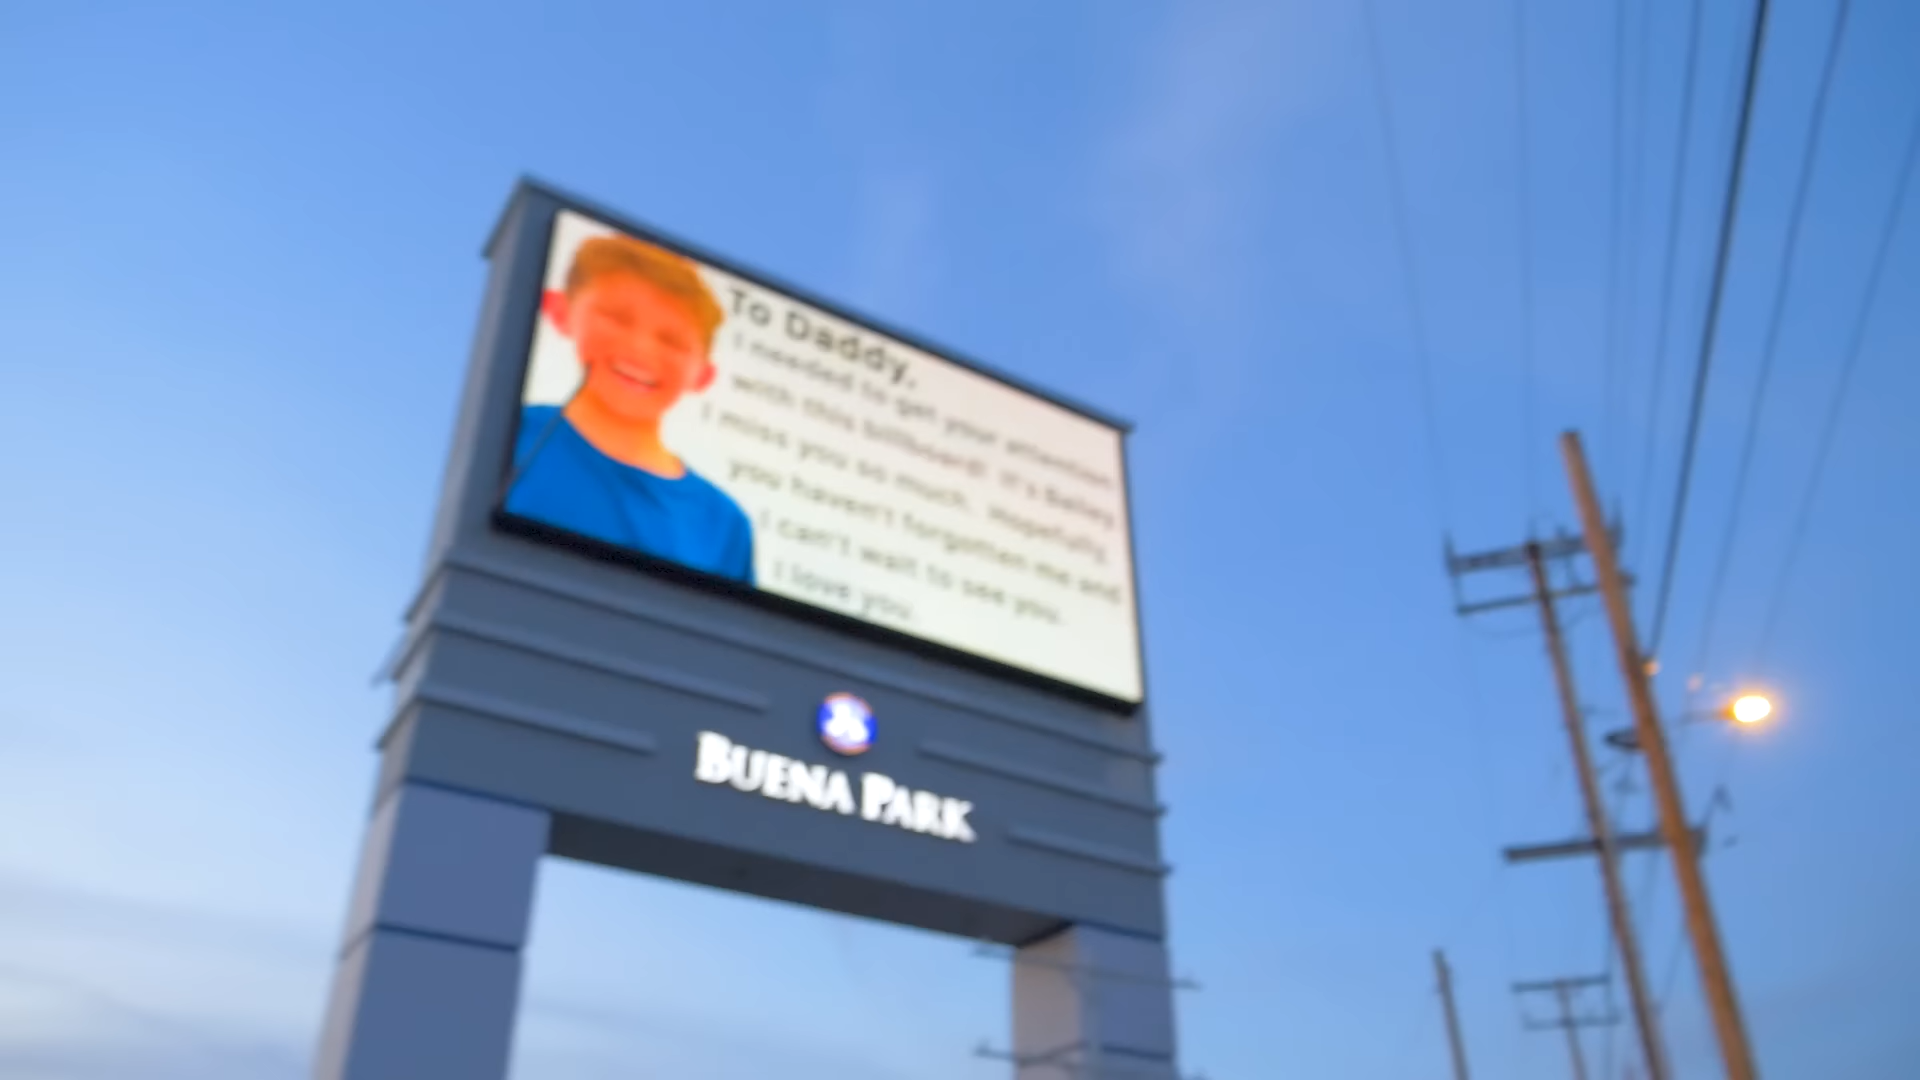 To Daddy,
I needed to get your attention
with this billboard! It's Bailey.
I miss you so much. Hopefully,
you haven't forgotten me and
I can't wait to see you.
I love you.
BUENA PARK